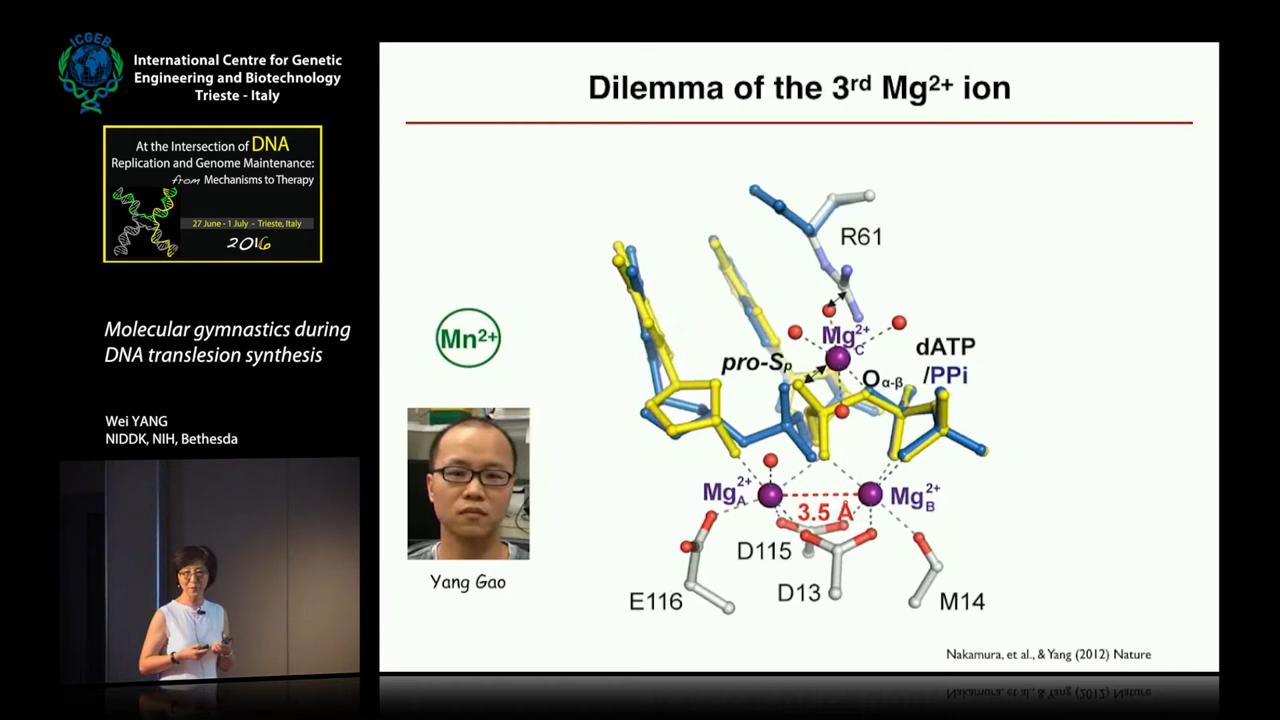 ICGEB
International Centre for Genetic
Engineering and Biotechnology
Trieste - Italy
At the Intersection of DNA
Replication and Genome Maintenance:
from Mechanisms to Therapy
27 June - 1 July - Trieste, Italy
2016
Molecular gymnastics during
DNA translesion synthesis
Wei YANG
NIDDK, NIH, Bethesda
Dilemma of the 3rd Mg2+ ion
R61
Mn2+
Mg2+C
dATP
/PPi
pro-Sp
Oα-β
Mg2+A
Mg2+B
3.5 Å
D115
E116
D13
M14
Yang Gao
Nakamura, et al., & Yang (2012) Nature